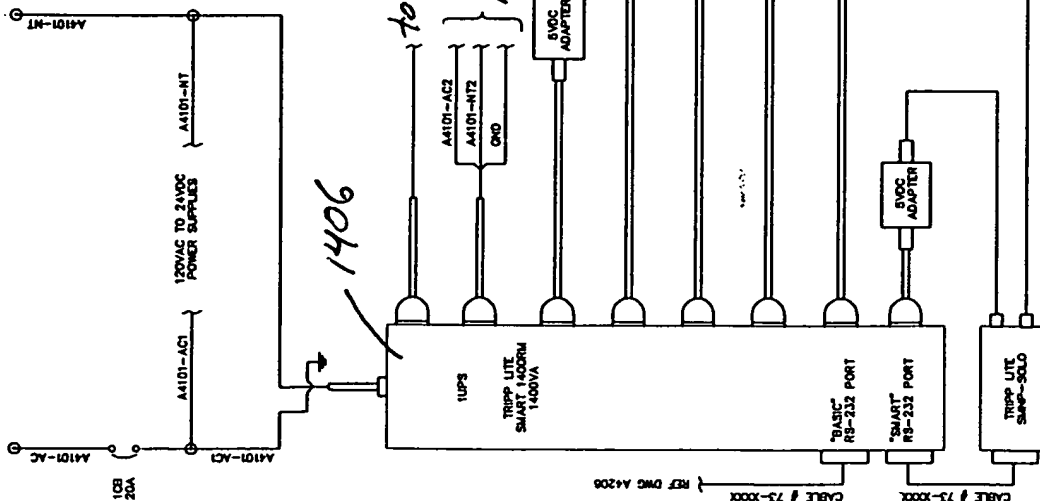 A4101-NT
A4101-NT
120VAC TO 24VDC
POWER SUPPLIES
A4101-AC1
A4101-AC
1CB
20A
A4101-AC1
to
A4101-AC2
A4101-NT2
GND
5VDC
ADAPTER
1406
1UPS
TRIPP LITE
SMART 1400RM
1400VA
"BASIC"
RS-232 PORT
"SMART"
RS-232 PORT
5VDC
ADAPTER
TRIPP LITE
SNMP-SOLO
REF DWG A4206
CABLE # 73-XXXX
CABLE # 73-XXXX